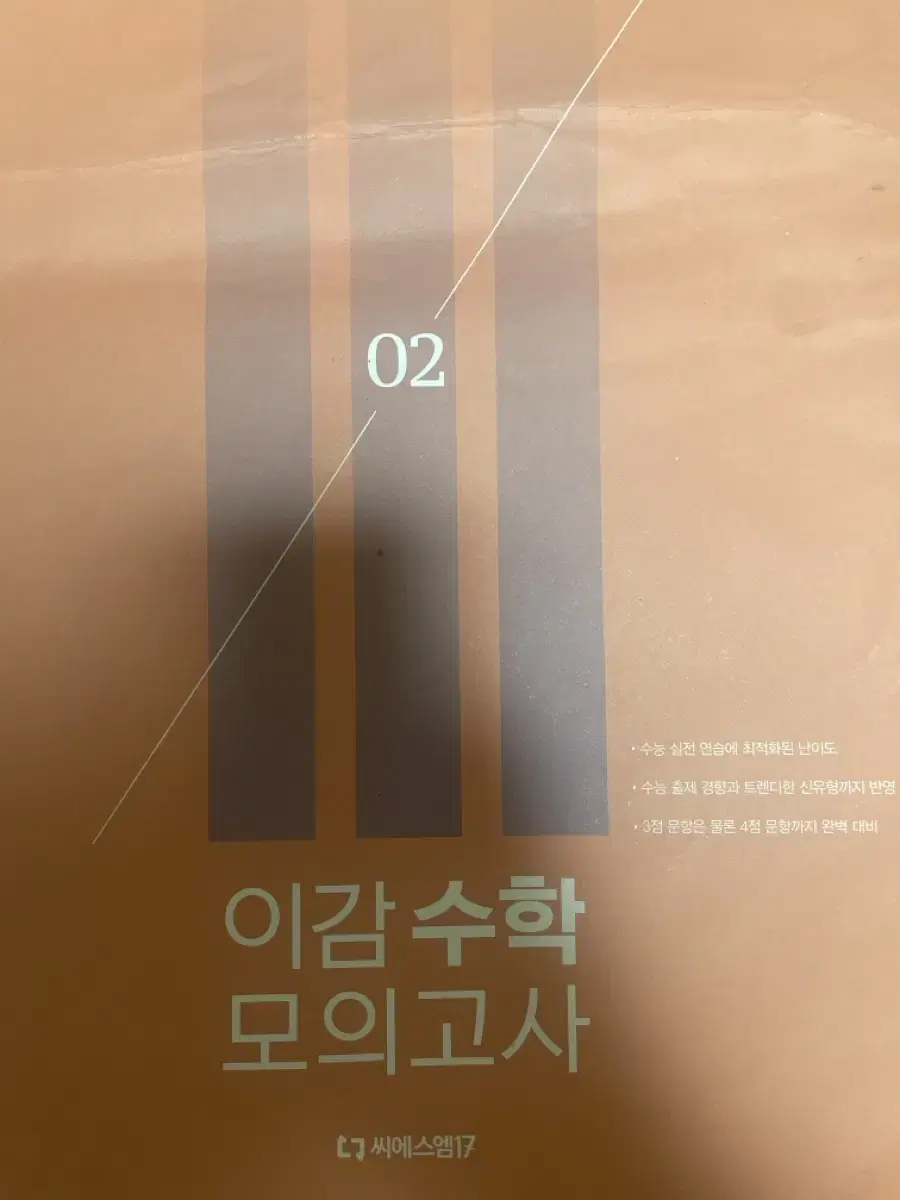 02
· 수능 실전 연습에 최적화된 난이도
· 수능 출제 경향과 트렌디한 신유형까지 반영
· 3점 문항은 물론 4점 문항까지 완벽 대비
이감 수학
모의고사
씨에스엠17